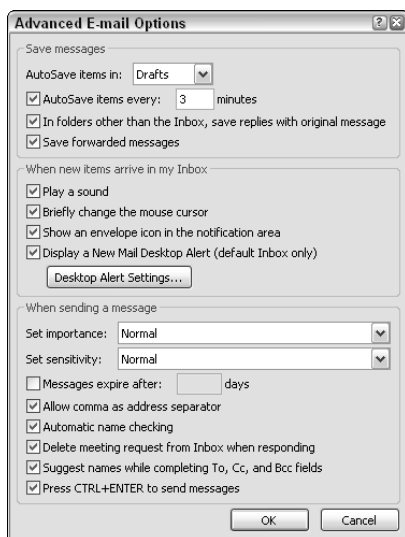 Advanced E-mail Options
Save messages
AutoSave items in: Drafts
AutoSave items every: 3 minutes
In folders other than the Inbox, save replies with original message
Save forwarded messages
When new items arrive in my Inbox
Play a sound
Briefly change the mouse cursor
Show an envelope icon in the notification area
Display a New Mail Desktop Alert (default Inbox only)
Desktop Alert Settings...
When sending a message
Set importance: Normal
Set sensitivity: Normal
Messages expire after: days
Allow comma as address separator
Automatic name checking
Delete meeting request from Inbox when responding
Suggest names while completing To, Cc, and Bcc fields
Press CTRL+ENTER to send messages
OK Cancel